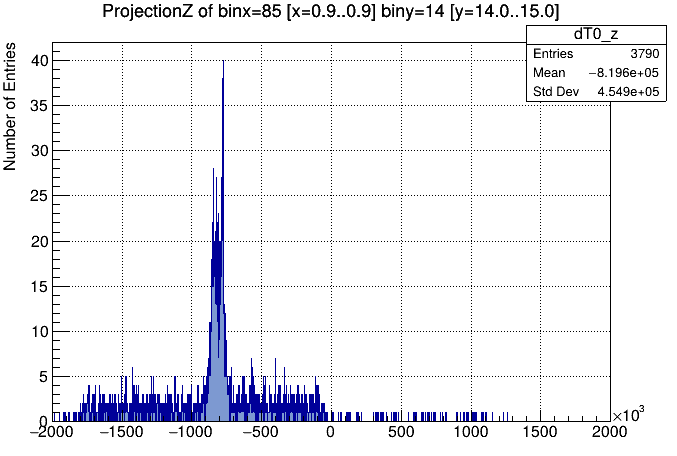 ProjectionZ of binx=85 [x=0.9..0.9] biny=14 [y=14.0..15.0]
dT0_z
Entries 3790
Mean −8.196e+05
Std Dev 4.549e+05
Number of Entries
40
35
30
25
20
15
10
5
0
−2000 −1500 −1000 −500 0 500 1000 1500 2000
×10³